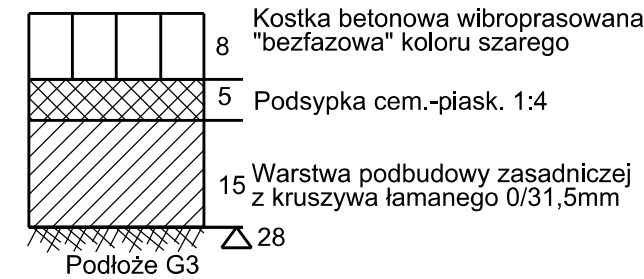 8 Kostka betonowa wibroprasowana
"bezfazowa" koloru szarego
5 Podsypka cem.-piask. 1:4
15 Warstwa podbudowy zasadniczej
z kruszywa łamanego 0/31,5mm
28
Podłoże G3